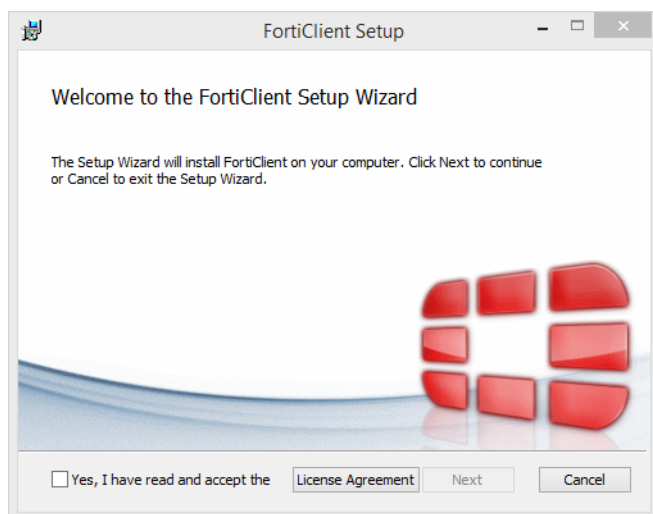 FortiClient Setup
Welcome to the FortiClient Setup Wizard
The Setup Wizard will install FortiClient on your computer. Click Next to continue
or Cancel to exit the Setup Wizard.
Yes, I have read and accept the License Agreement Next Cancel